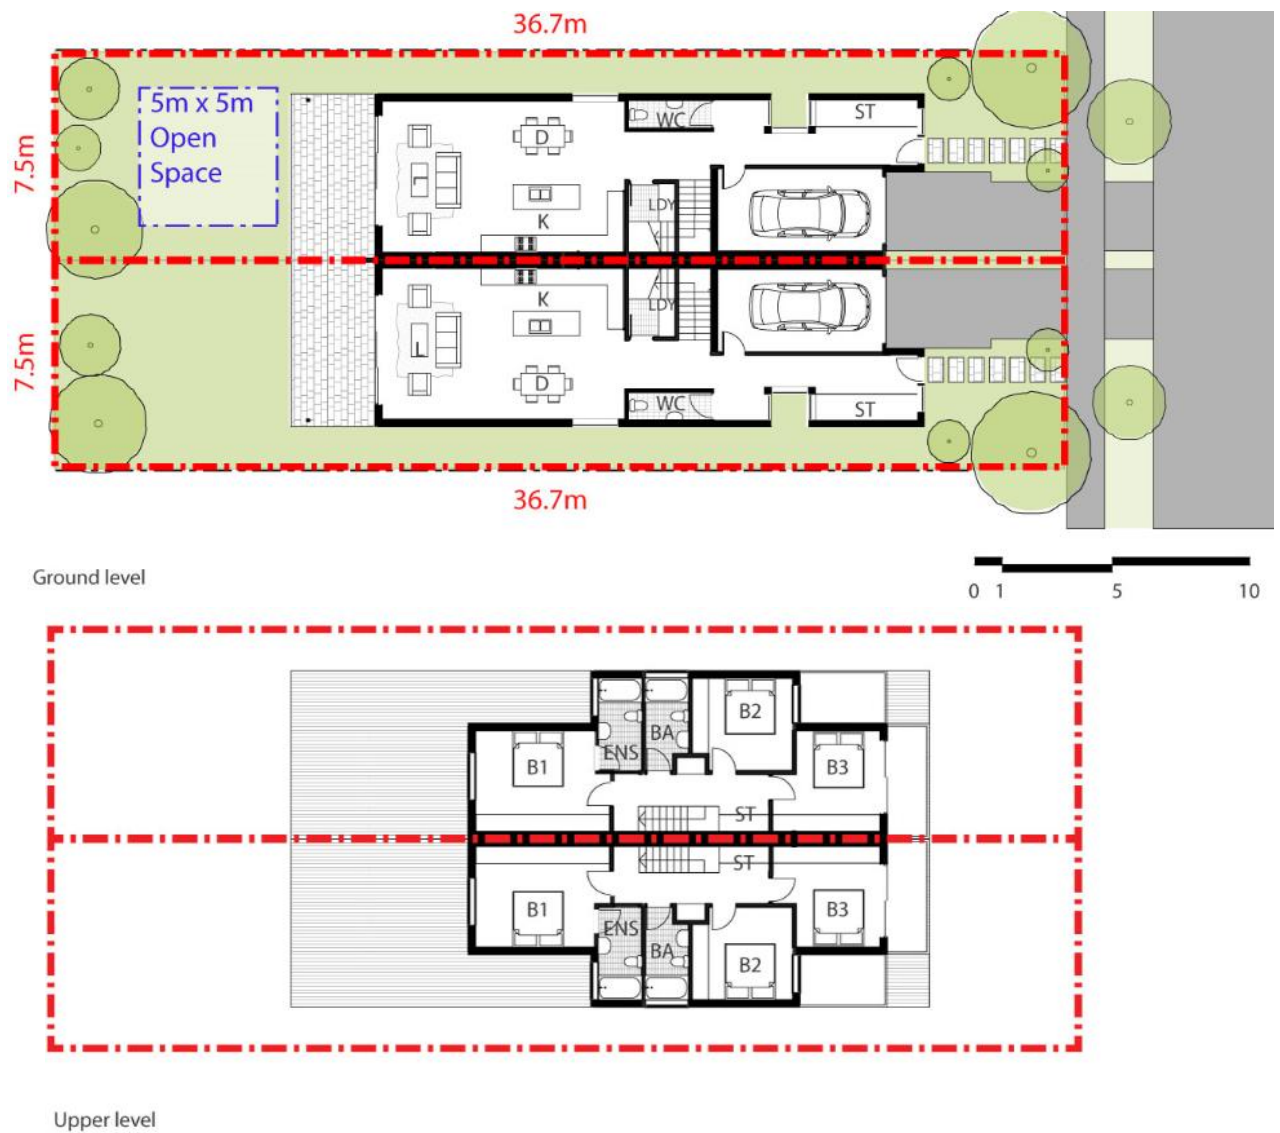 36.7m
5m x 5m
Open
Space
7.5m
WC
D
ST
L
K
LDY
K
LDY
7.5m
L
D
WC
ST
36.7m
Ground level
0 1 5 10
B2
BA
ENS
B1
B3
ST
ST
B1
B3
ENS
BA
B2
Upper level